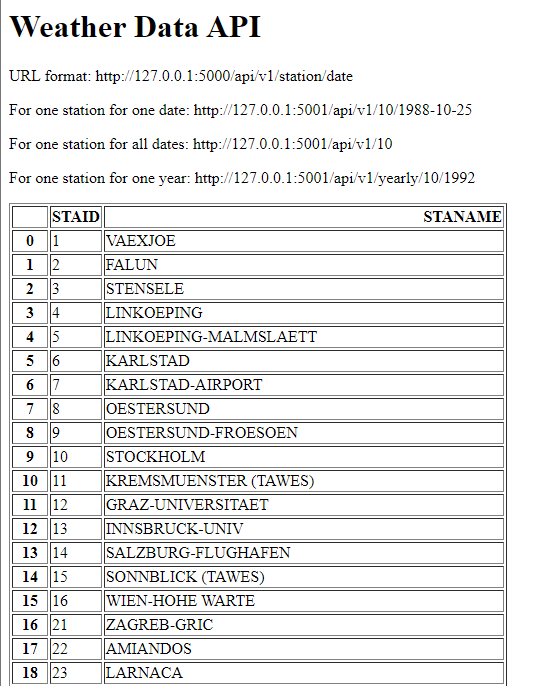 Weather Data API
URL format: http://127.0.0.1:5000/api/v1/station/date
For one station for one date: http://127.0.0.1:5001/api/v1/10/1988-10-25
For one station for all dates: http://127.0.0.1:5001/api/v1/10
For one station for one year: http://127.0.0.1:5001/api/v1/yearly/10/1992
STAID STANAME
0 1 VAEXJOE
1 2 FALUN
2 3 STENSELE
3 4 LINKOEPING
4 5 LINKOEPING-MALMSLAETT
5 6 KARLSTAD
6 7 KARLSTAD-AIRPORT
7 8 OESTERSUND
8 9 OESTERSUND-FROESOEN
9 10 STOCKHOLM
10 11 KREMSMUENSTER (TAWES)
11 12 GRAZ-UNIVERSITAET
12 13 INNSBRUCK-UNIV
13 14 SALZBURG-FLUGHAFEN
14 15 SONNBLICK (TAWES)
15 16 WIEN-HOHE WARTE
16 21 ZAGREB-GRIC
17 22 AMIANDOS
18 23 LARNACA